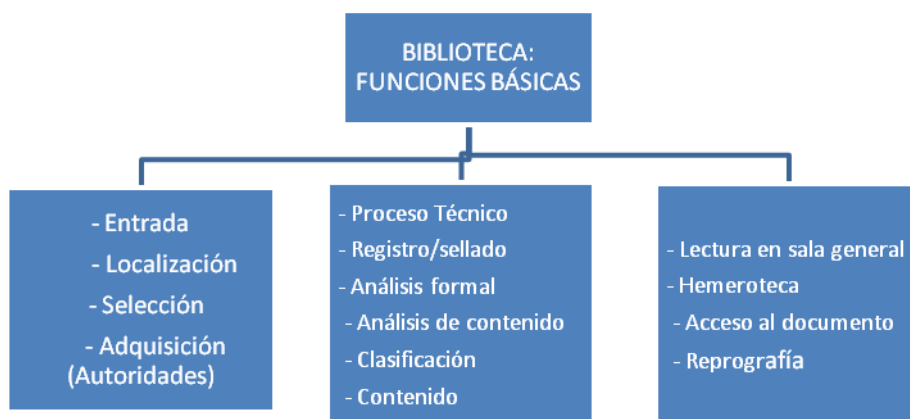 BIBLIOTECA:
FUNCIONES BÁSICAS
- Entrada
- Localización
- Selección
- Adquisición
(Autoridades)
- Proceso Técnico
- Registro/sellado
- Análisis formal
- Análisis de contenido
- Clasificación
- Contenido
- Lectura en sala general
- Hemeroteca
- Acceso al documento
- Reprografía